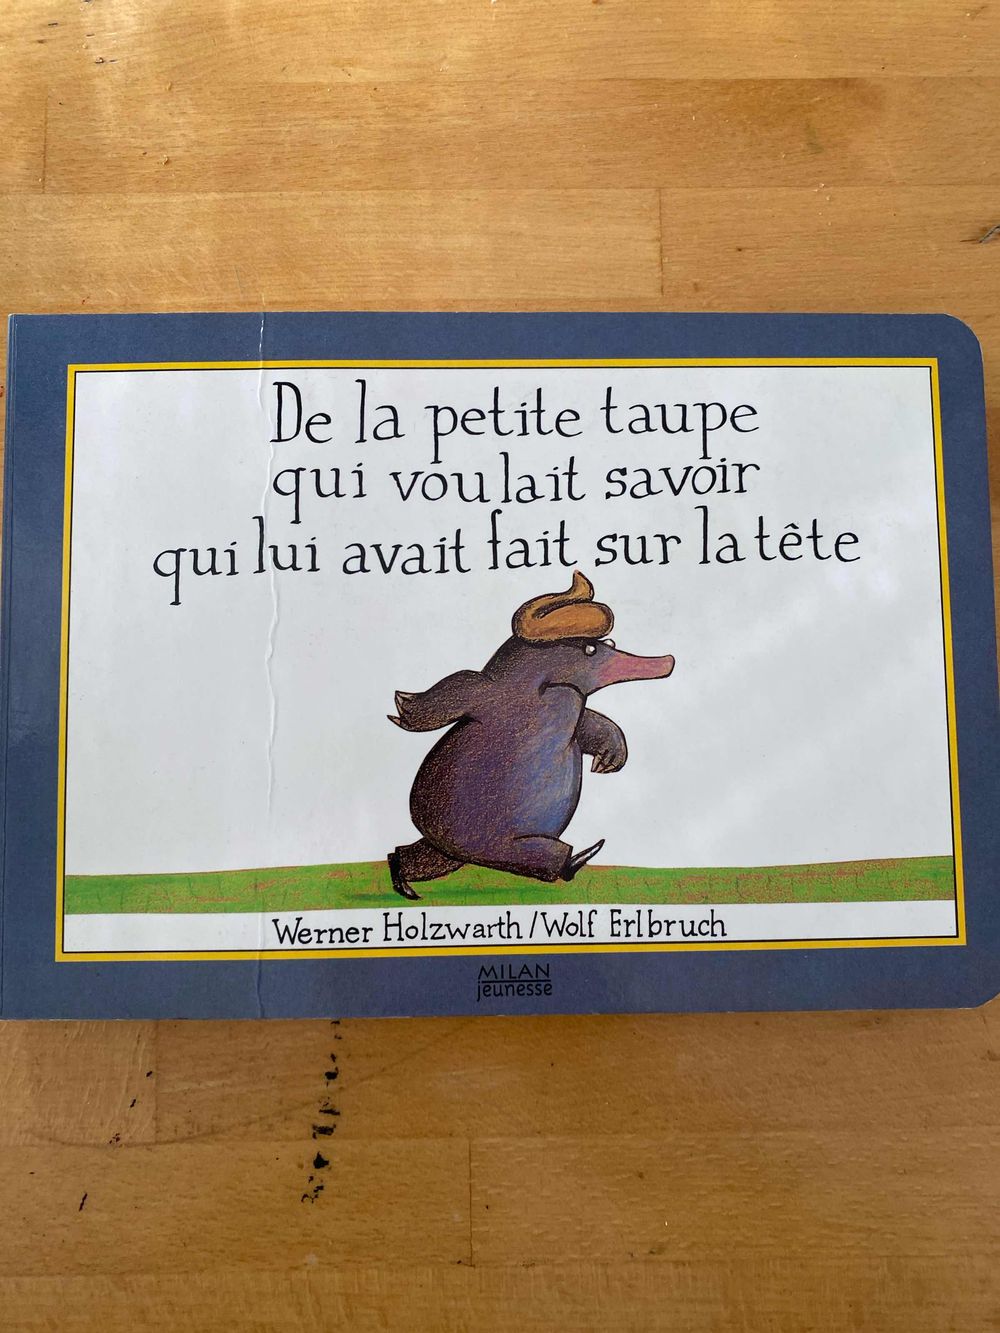 De la petite taupe
qui voulait savoir
qui lui avait fait sur la tête
Werner Holzwarth / Wolf Erlbruch
MILAN
jeunesse